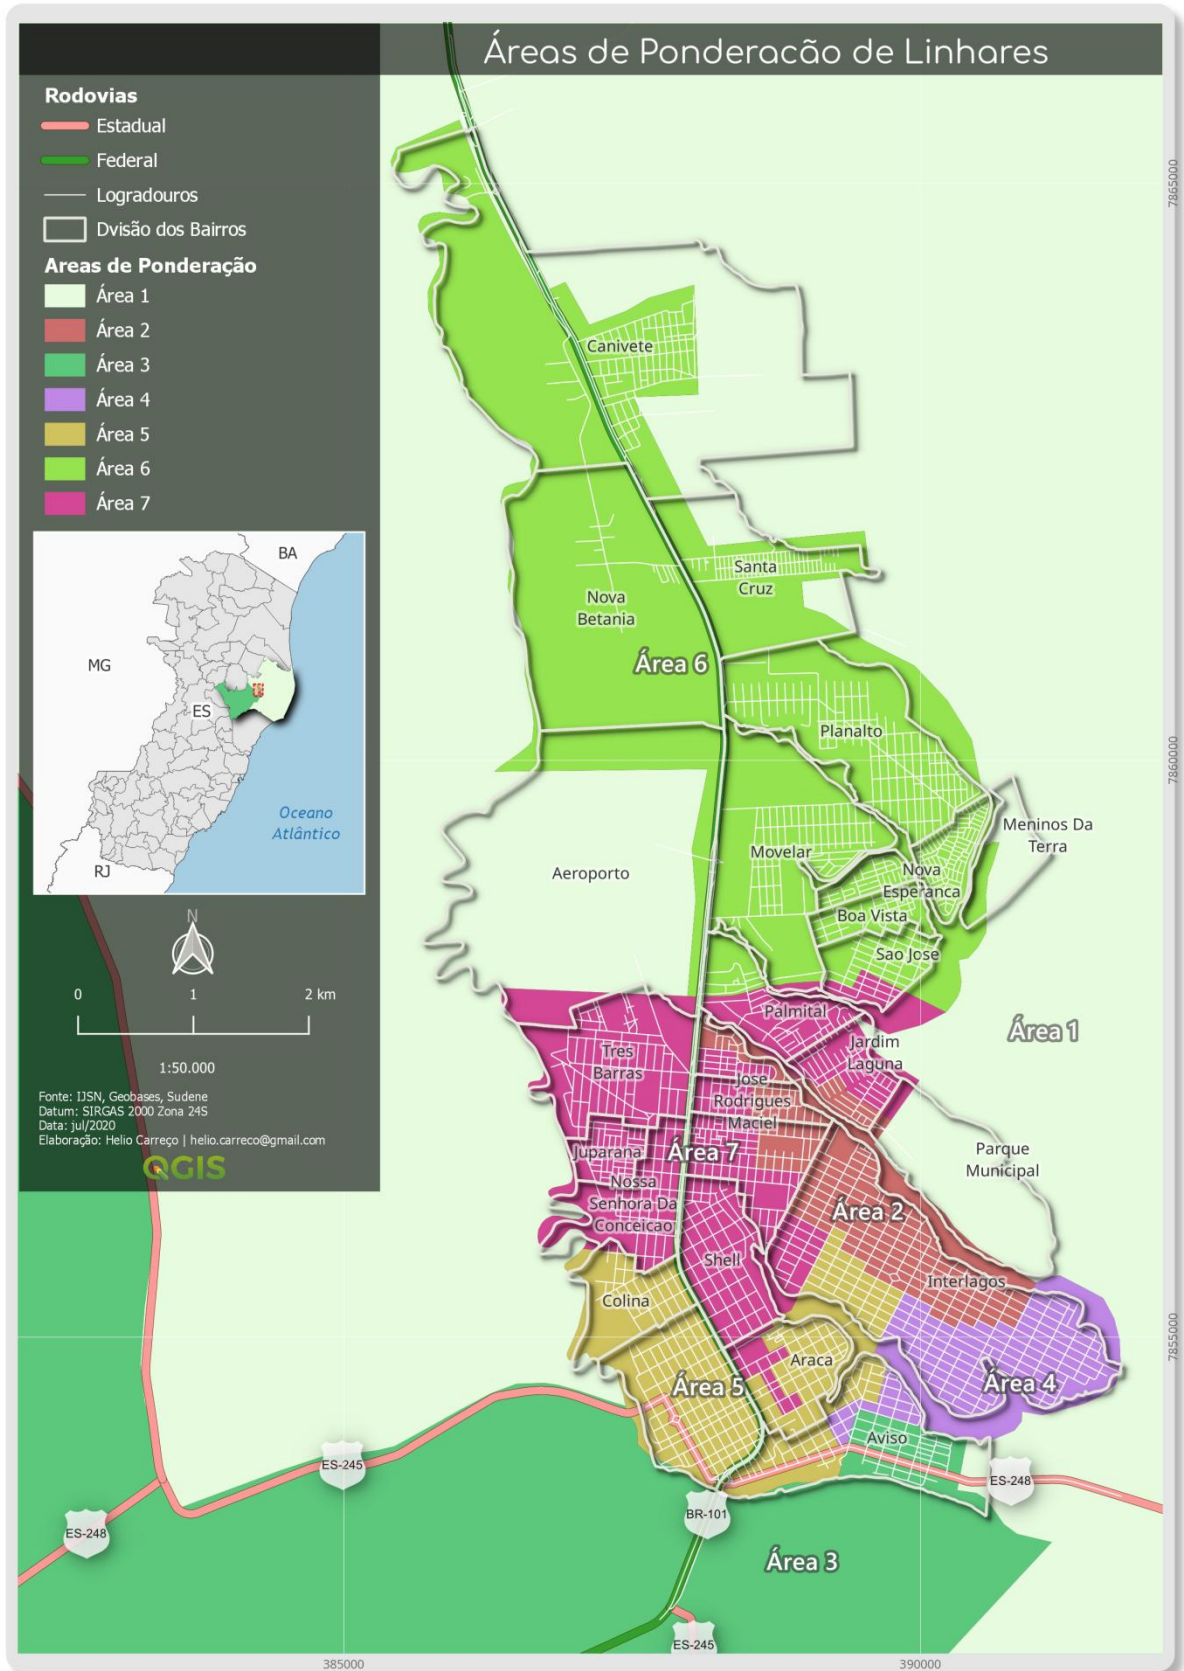 Áreas de Ponderacão de Linhares
Rodovias
Estadual
Federal
Logradouros
Dvisão dos Bairros
Areas de Ponderação
Área 1
Área 2
Área 3
Área 4
Área 5
Área 6
Área 7
BA
MG
ES
Oceano
Atlântico
RJ
N
0 1 2 km
1:50.000
Fonte: IJSN, Geobases, Sudene
Datum: SIRGAS 2000 Zona 24S
Data: jul/2020
Elaboração: Helio Carreço | helio.carreco@gmail.com
QGIS
7865000
Canivete
Santa
Cruz
Nova
Betania
Área 6
Planalto
7860000
Meninos Da
Terra
Movelar
Aeroporto
Nova
Esperanca
Boa Vista
Sao Jose
Palmital
Área 1
Jardim
Laguna
Tres
Barras
Jose
Rodrigues
Maciel
Parque
Municipal
Juparana
Área 7
Nossa
Senhora Da
Conceicao
Área 2
Shell
Interlagos
Colina
7855000
Araca
Área 5
Área 4
Aviso
ES-245
ES-248
ES-248
BR-101
Área 3
ES-245
385000
390000